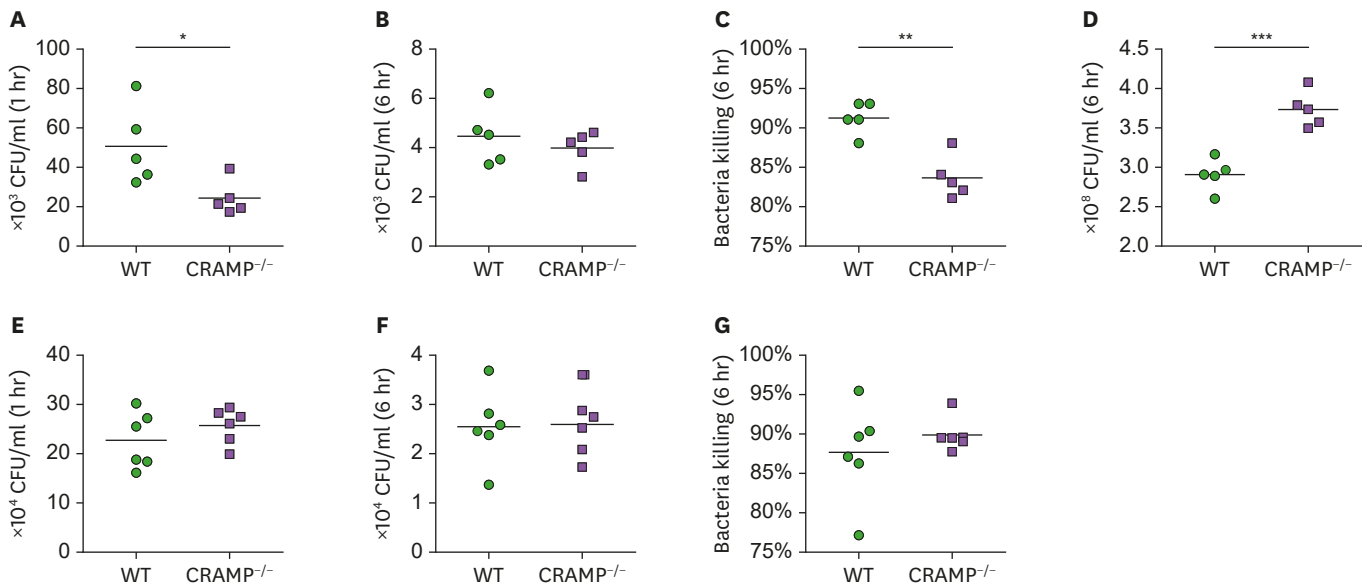 A
×10³ CFU/ml (1 hr)
100
80
60
40
20
0
*
WT
CRAMP⁻/⁻
B
×10³ CFU/ml (6 hr)
8
6
4
2
0
WT
CRAMP⁻/⁻
C
Bacteria killing (6 hr)
100%
95%
90%
85%
80%
75%
**
WT
CRAMP⁻/⁻
D
×10⁸ CFU/ml (6 hr)
4.5
4.0
3.5
3.0
2.5
2.0
***
WT
CRAMP⁻/⁻
E
×10⁴ CFU/ml (1 hr)
40
30
20
10
0
WT
CRAMP⁻/⁻
F
×10⁴ CFU/ml (6 hr)
4
3
2
1
0
WT
CRAMP⁻/⁻
G
Bacteria killing (6 hr)
100%
95%
90%
85%
80%
75%
WT
CRAMP⁻/⁻